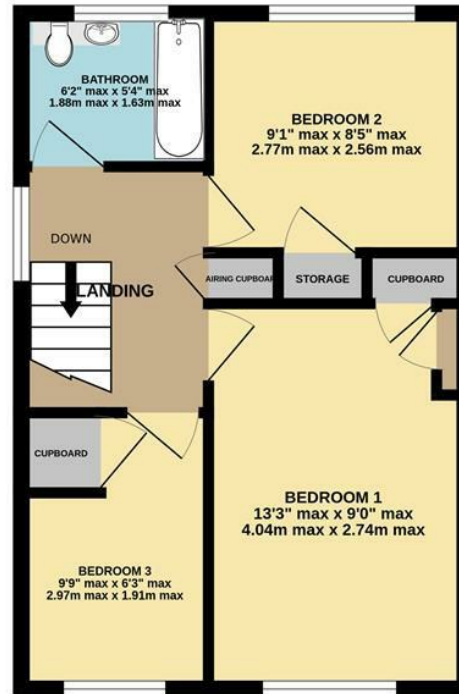 BATHROOM
6'2" max x 5'4" max
1.88m max x 1.63m max
BEDROOM 2
9'1" max x 8'5" max
2.77m max x 2.56m max
DOWN
LANDING
AIRING CUPBOARD
STORAGE
CUPBOARD
CUPBOARD
BEDROOM 1
13'3" max x 9'0" max
4.04m max x 2.74m max
BEDROOM 3
9'9" max x 6'3" max
2.97m max x 1.91m max